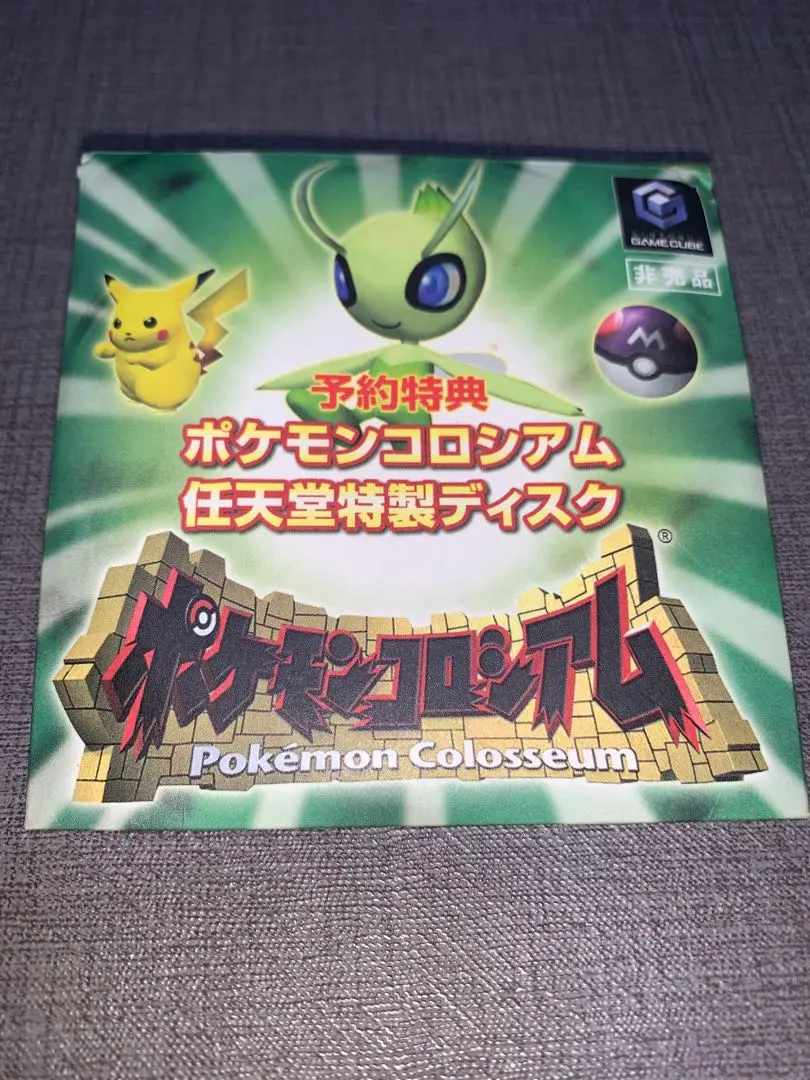 GAMECUBE
非売品
M
予約特典
ポケモンコロシアム
任天堂特製ディスク
®
ポケモンコロシアム
Pokémon Colosseum